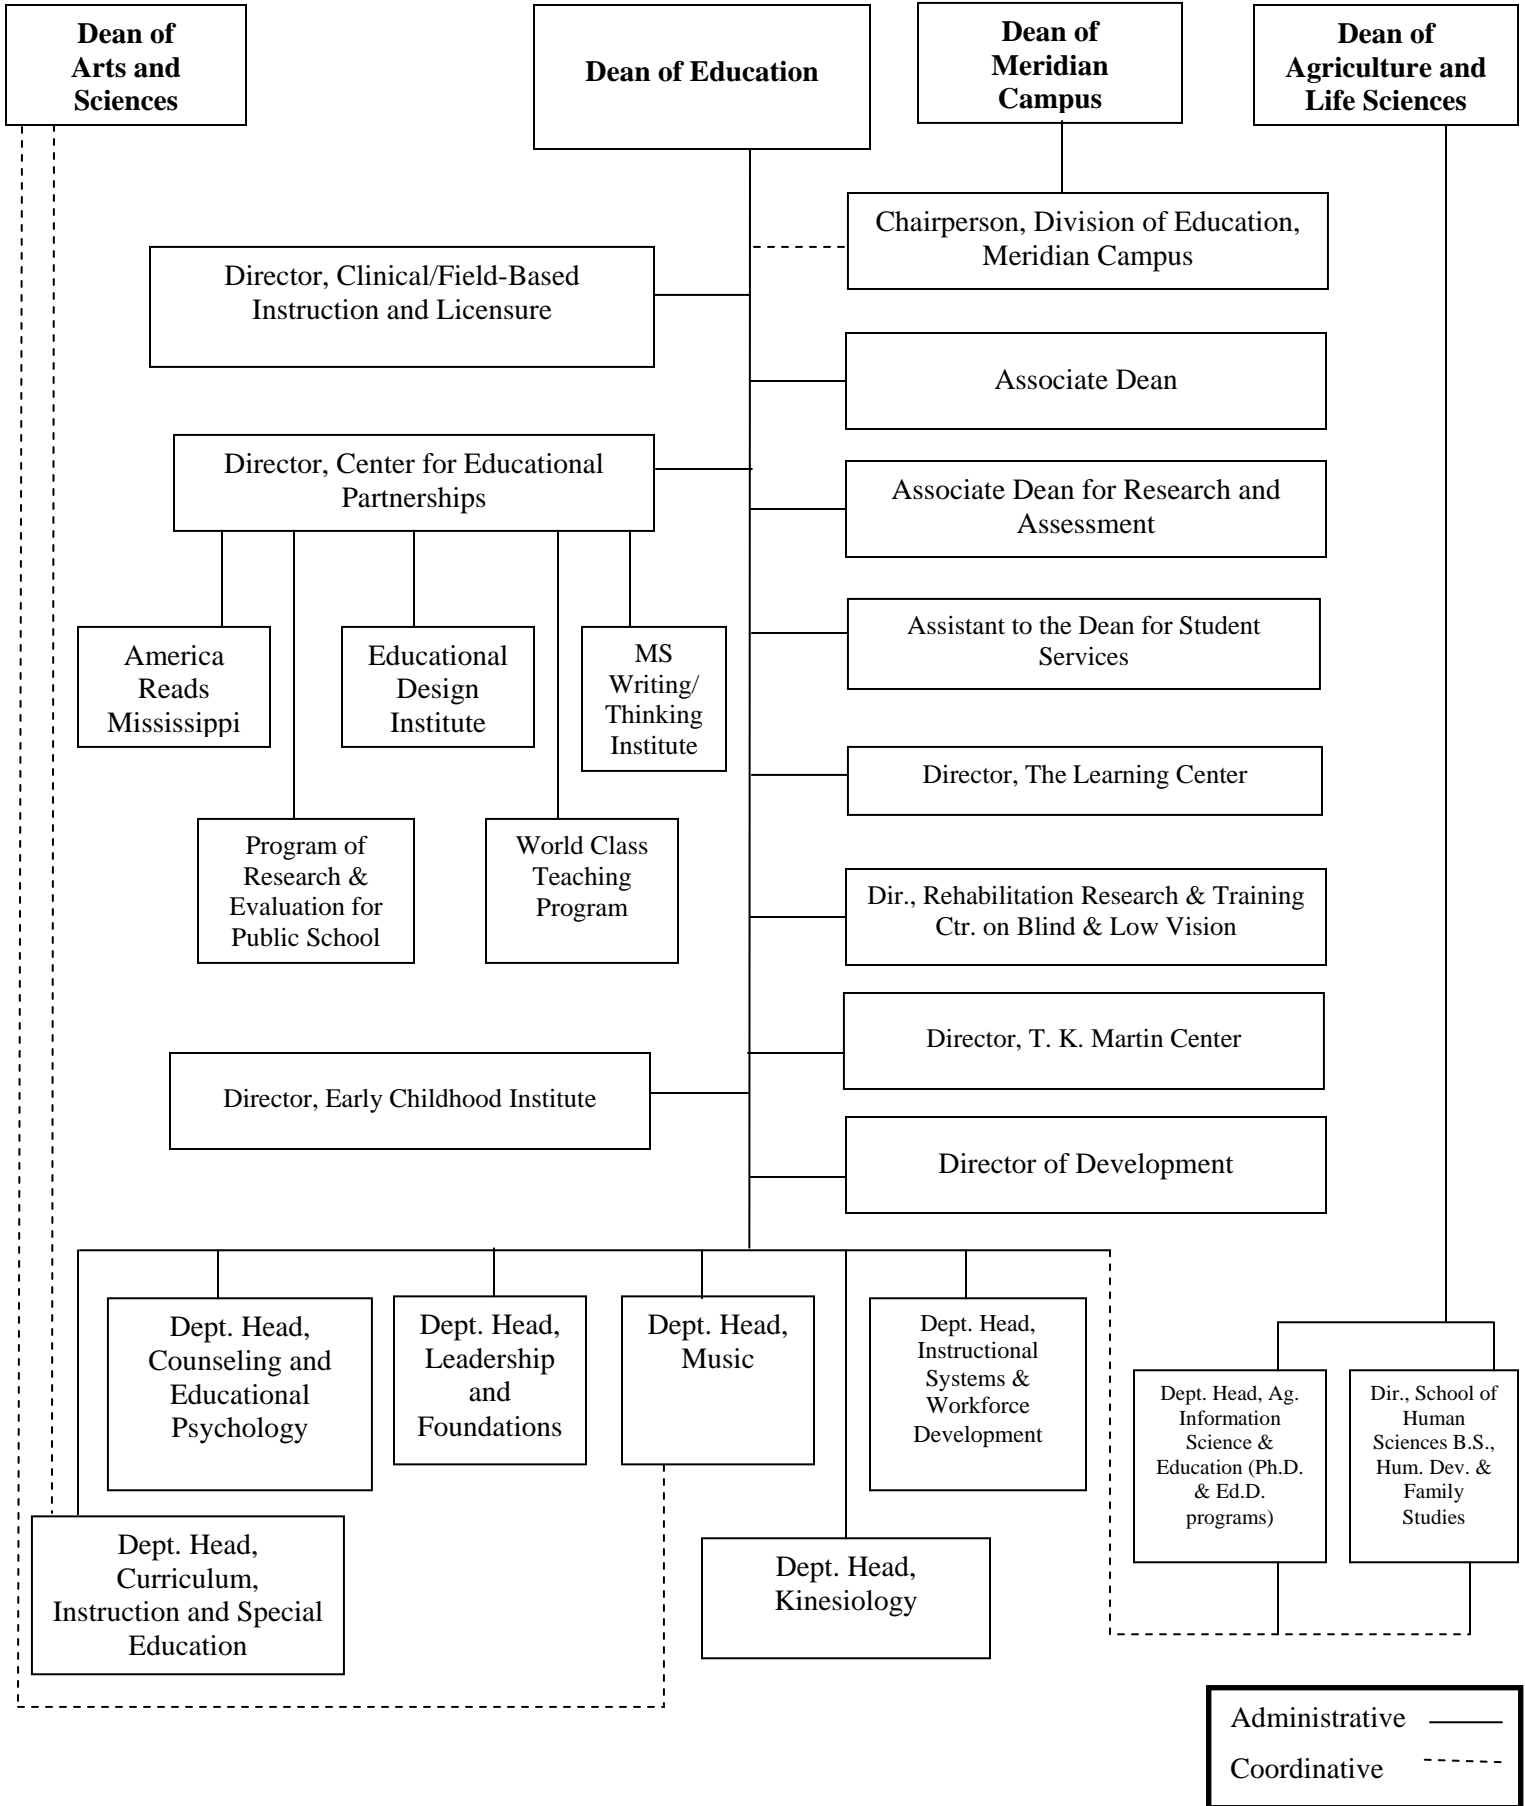 Dean of
Arts and
Sciences
Dean of Education
Dean of
Meridian
Campus
Dean of
Agriculture and
Life Sciences
Chairperson, Division of Education,
Meridian Campus
Director, Clinical/Field-Based
Instruction and Licensure
Associate Dean
Director, Center for Educational
Partnerships
Associate Dean for Research and
Assessment
Assistant to the Dean for Student
Services
America
Reads
Mississippi
Educational
Design
Institute
MS
Writing/
Thinking
Institute
Director, The Learning Center
Program of
Research &
Evaluation for
Public School
World Class
Teaching
Program
Dir., Rehabilitation Research & Training
Ctr. on Blind & Low Vision
Director, T. K. Martin Center
Director, Early Childhood Institute
Director of Development
Dept. Head,
Counseling and
Educational
Psychology
Dept. Head,
Leadership
and
Foundations
Dept. Head,
Music
Dept. Head,
Instructional
Systems &
Workforce
Development
Dept. Head, Ag.
Information
Science &
Education (Ph.D.
& Ed.D.
programs)
Dir., School of
Human
Sciences B.S.,
Hum. Dev. &
Family
Studies
Dept. Head,
Curriculum,
Instruction and Special
Education
Dept. Head,
Kinesiology
Administrative
Coordinative